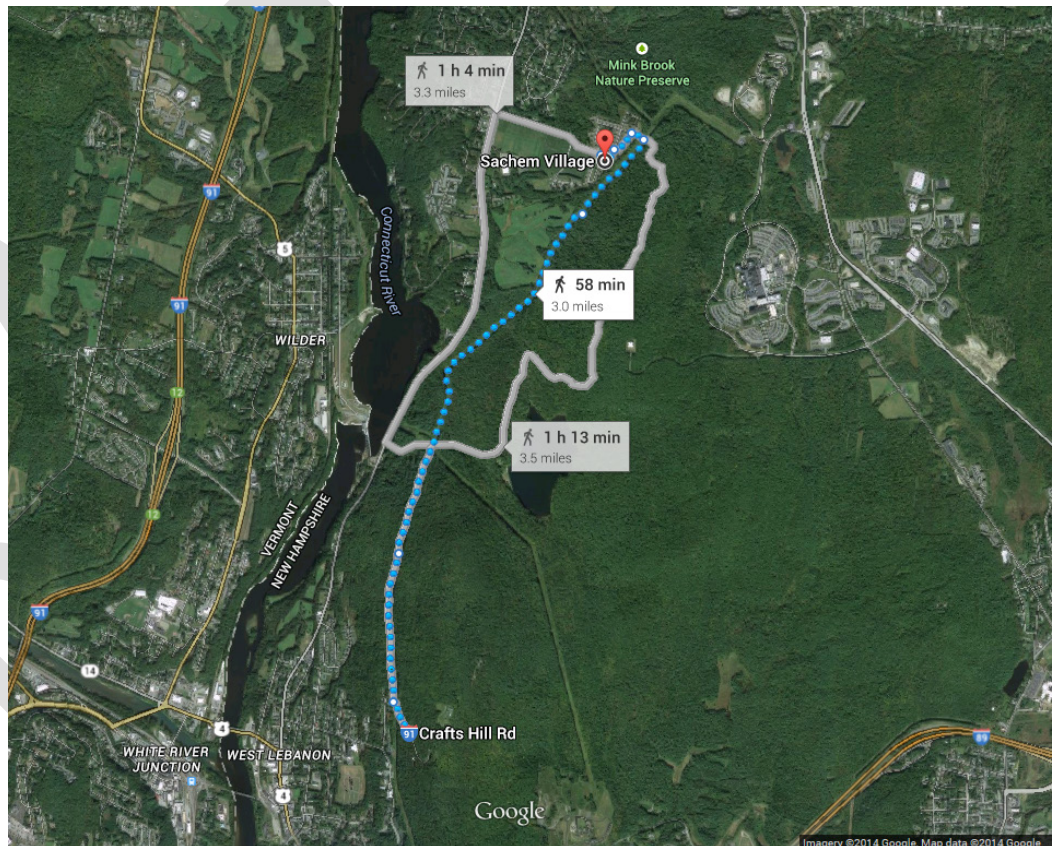 1 h 4 min
3.3 miles
Mink Brook
Nature Preserve
Sachem Village
91
5
Connecticut River
58 min
3.0 miles
91
WILDER
12
1 h 13 min
3.5 miles
VERMONT
NEW HAMPSHIRE
12
91
14
4
91
Crafts Hill Rd
89
WHITE RIVER
JUNCTION
WEST LEBANON
4
Google
Imagery ©2014 Google, Map data ©2014 Google